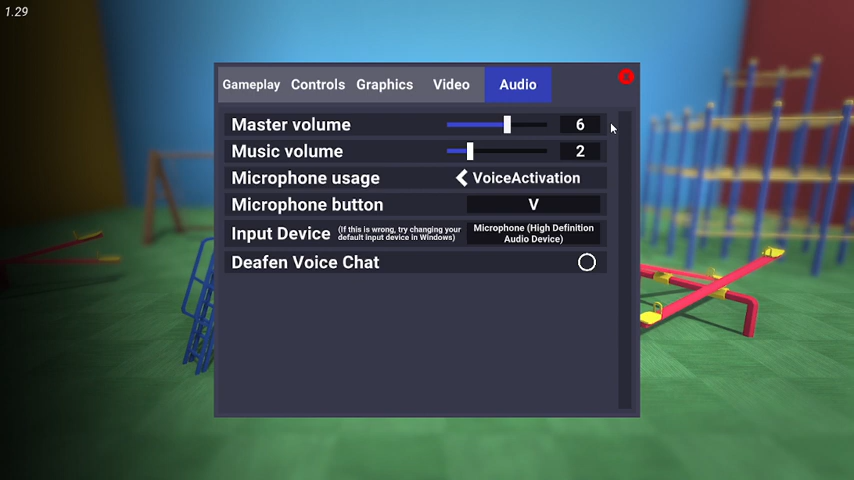 1.29
Gameplay Controls Graphics Video Audio
Master volume 6
Music volume 2
Microphone usage VoiceActivation
Microphone button V
Input Device (If this is wrong, try changing your
default input device in Windows)
Microphone (High Definition
Audio Device)
Deafen Voice Chat